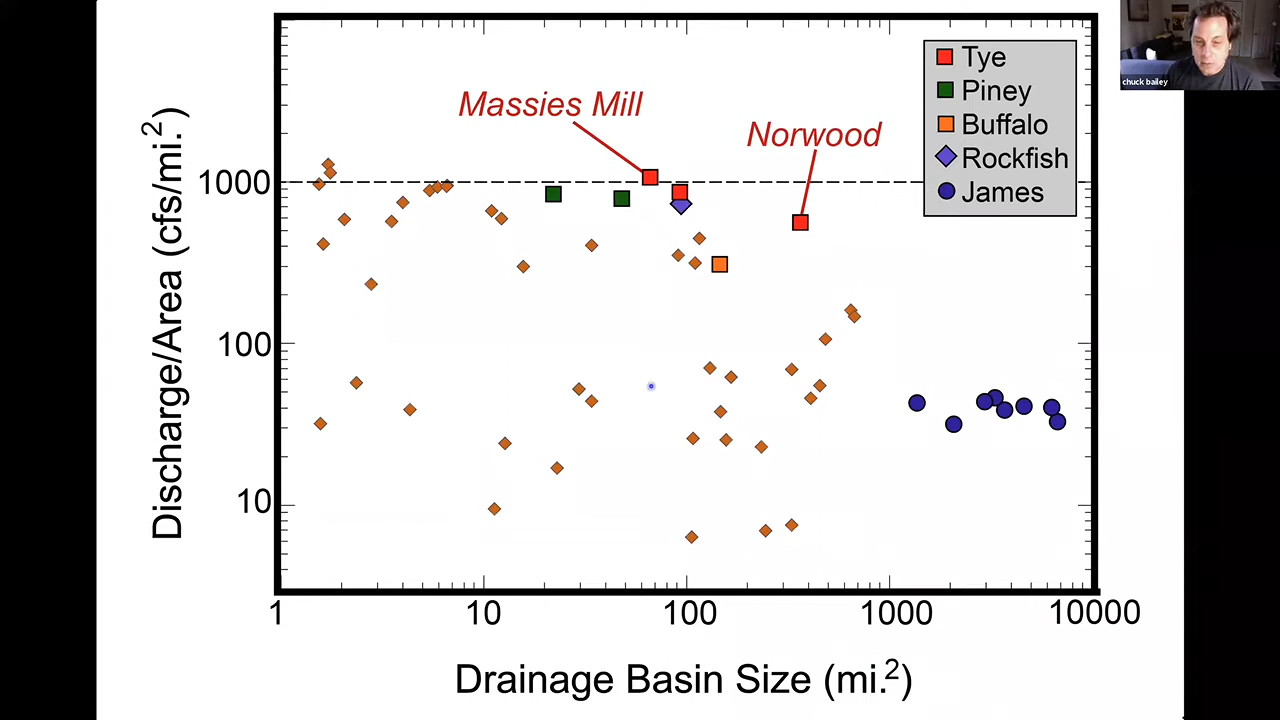 chuck bailey
Massies Mill
Norwood
Tye
Piney
Buffalo
Rockfish
James
Discharge/Area (cfs/mi.²)
1000
100
10
1
10
100
1000
10000
Drainage Basin Size (mi.²)